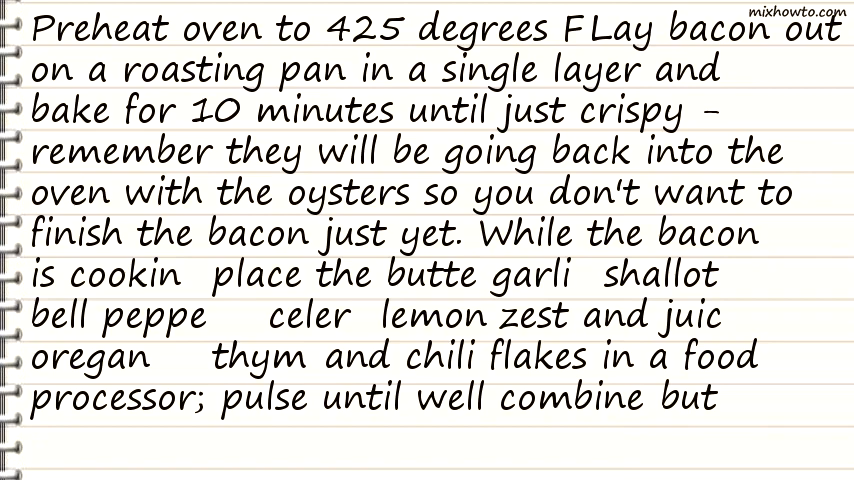 mixhowto.com
Preheat oven to 425 degrees FLay bacon out
on a roasting pan in a single layer and
bake for 10 minutes until just crispy -
remember they will be going back into the
oven with the oysters so you don't want to
finish the bacon just yet. While the bacon
is cookin place the butte garli shallot
bell peppe celer lemon zest and juic
oregan thym and chili flakes in a food
processor; pulse until well combine but